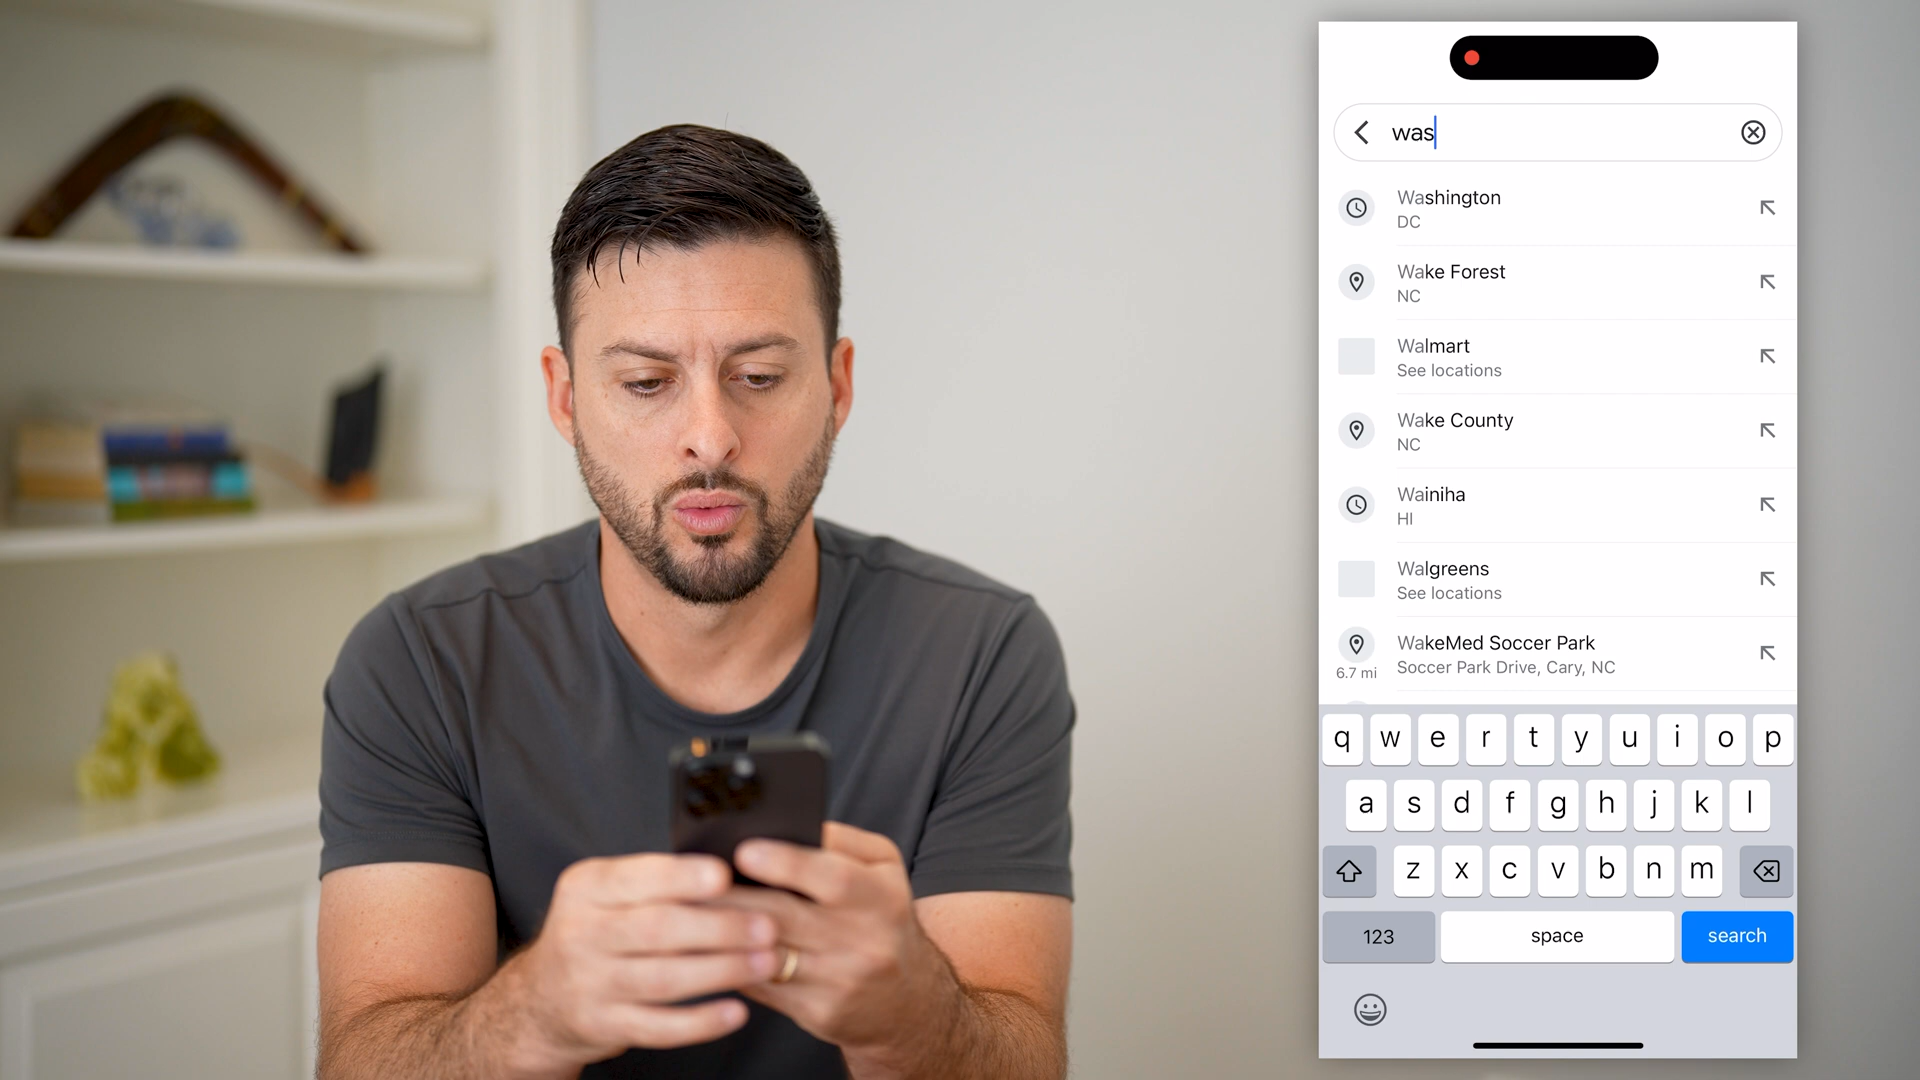 was
Washington
DC
Wake Forest
NC
Walmart
See locations
Wake County
NC
Wainiha
HI
Walgreens
See locations
WakeMed Soccer Park
6.7 mi
Soccer Park Drive, Cary, NC
q w e r t y u i o p
a s d f g h j k l
z x c v b n m
123 space search